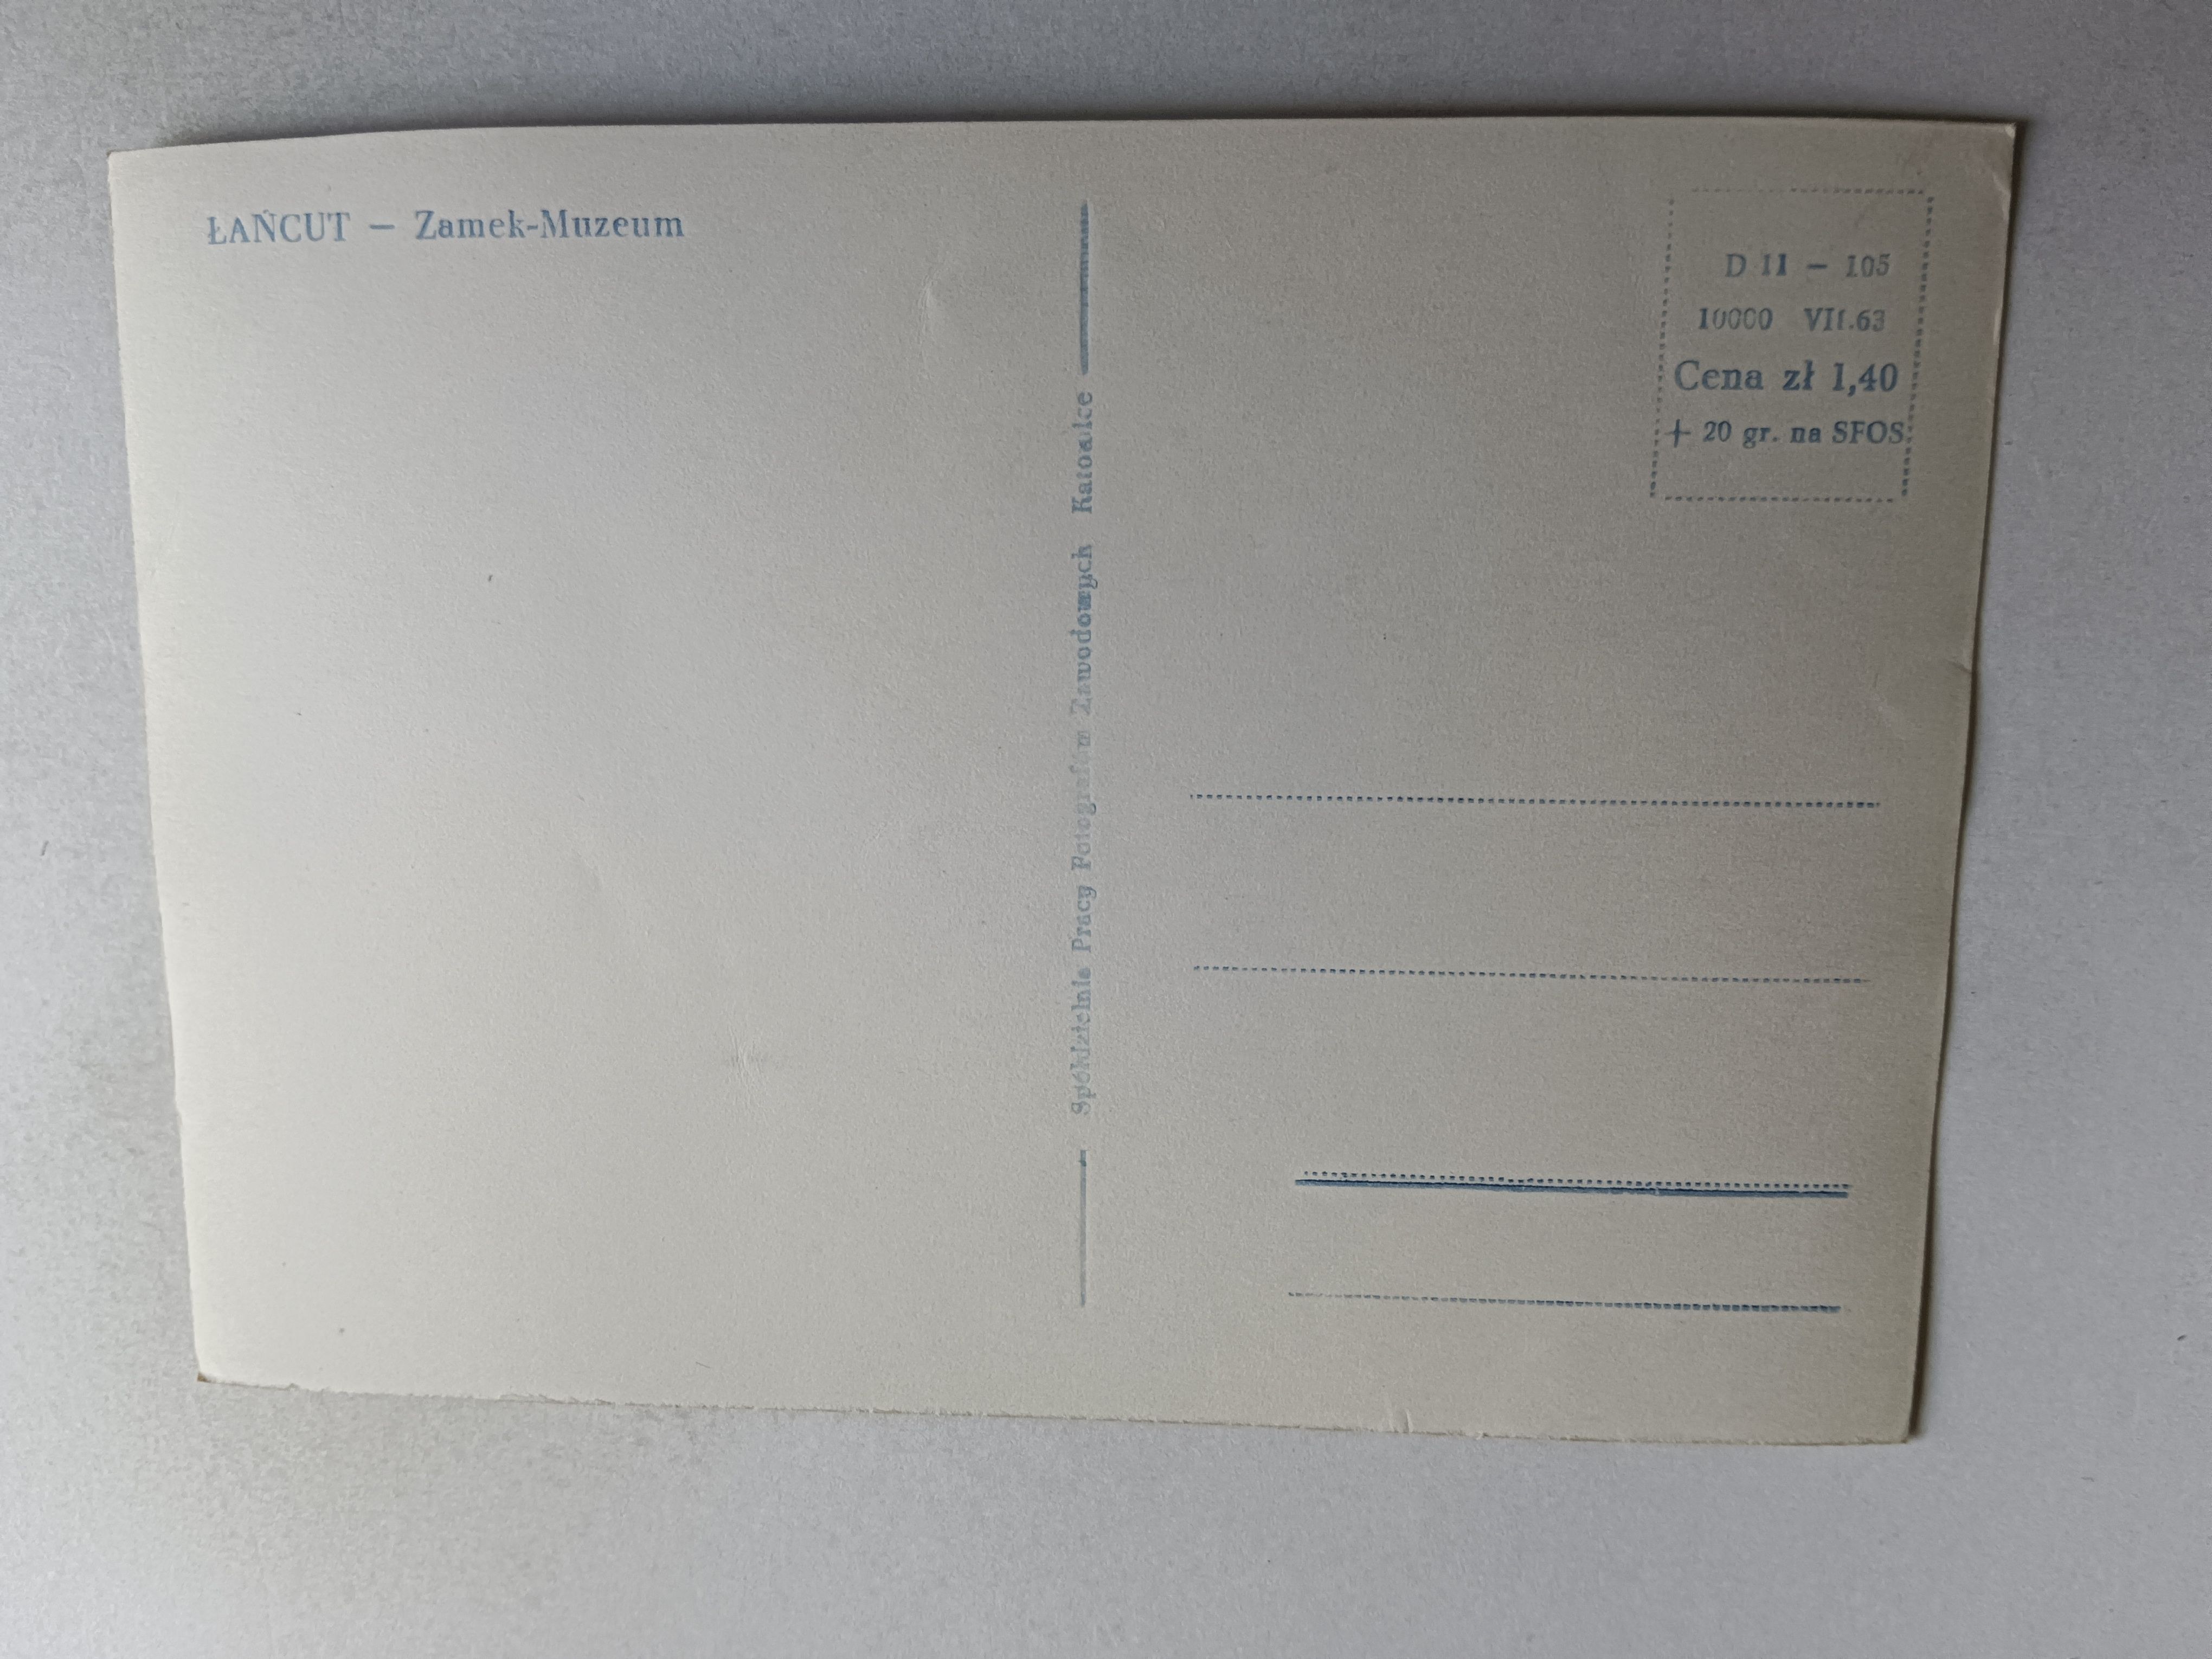 ŁAŃCUT — Zamek-Muzeum
Spółdzielnia Pracy Fotografów Zawodowych Katowice
D II — 105
10000 VII.63
Cena zł 1,40
+ 20 gr. na SFOS